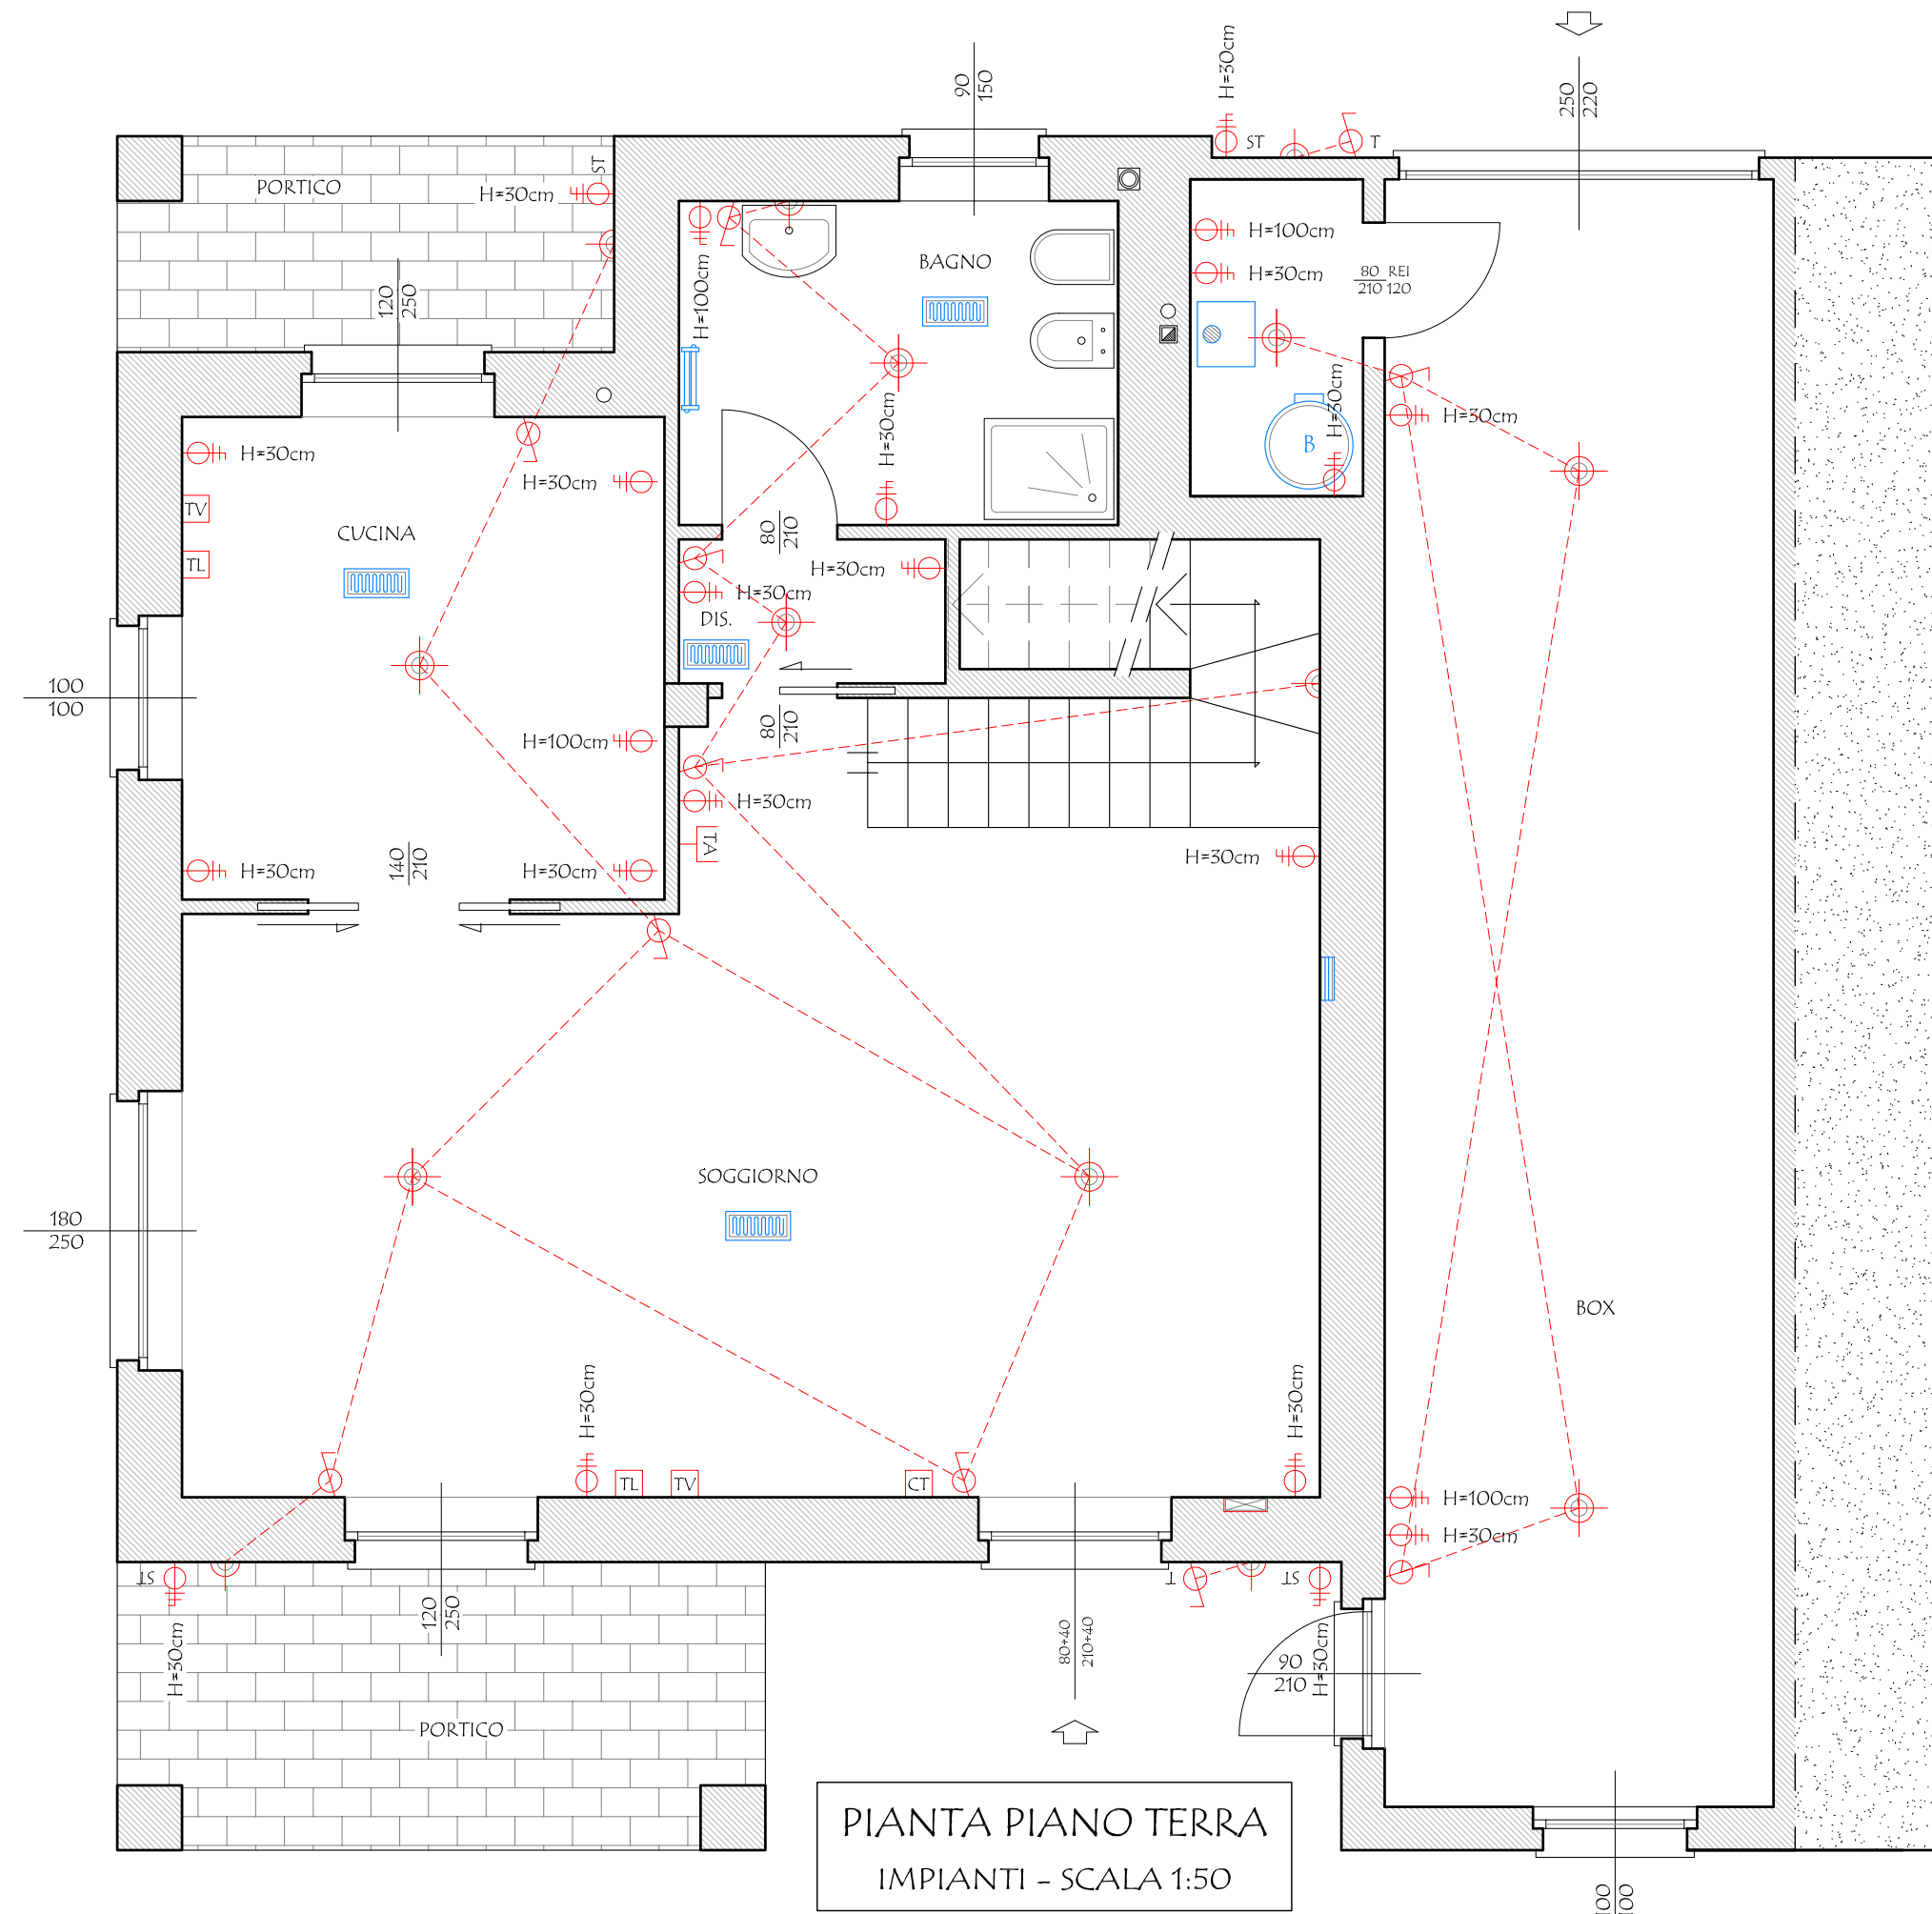 H=30cm
90
150
250
220
ST
T
PORTICO
ST
H=30cm
H=100cm
BAGNO
H=100cm
H=30cm
80 REI
210 120
120
250
H=30cm
H=30cm
H=30cm
B
H=30cm
H=30cm
TV
CUCINA
TL
80
210
H=30cm
H=30cm
DIS.
100
100
80
210
H=100cm
H=30cm
TA
H=30cm
140
210
H=30cm
H=30cm
SOGGIORNO
180
250
BOX
H=30cm
H=30cm
TL
TV
CT
H=100cm
H=30cm
ST
T
ST
120
250
H=30cm
80+40
210+40
90
210
H=30cm
PORTICO
PIANTA PIANO TERRA
IMPIANTI - SCALA 1:50